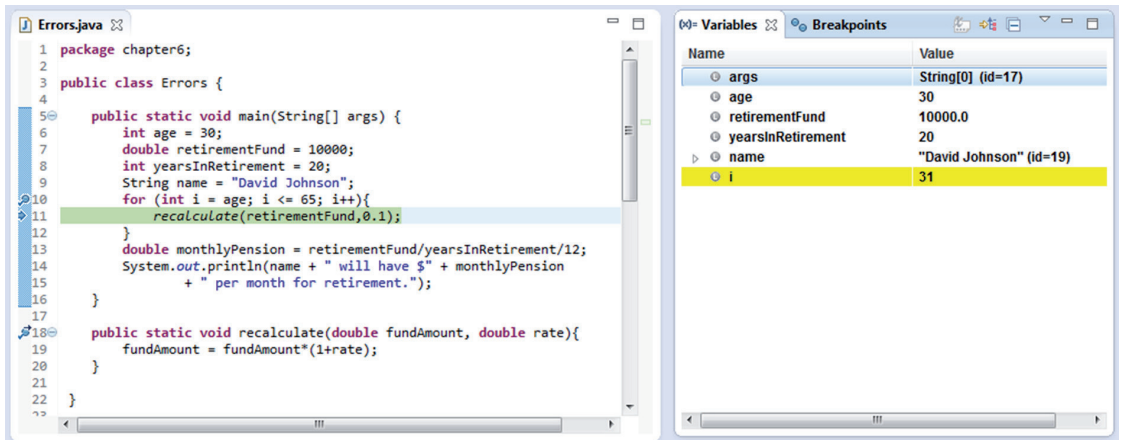 Errors.java
1 package chapter6;
2
3 public class Errors {
4
5 public static void main(String[] args) {
6 int age = 30;
7 double retirementFund = 10000;
8 int yearsInRetirement = 20;
9 String name = "David Johnson";
10 for (int i = age; i <= 65; i++){
11 recalculate(retirementFund,0.1);
12 }
13 double monthlyPension = retirementFund/yearsInRetirement/12;
14 System.out.println(name + " will have $" + monthlyPension
15 + " per month for retirement.");
16 }
17
18 public static void recalculate(double fundAmount, double rate){
19 fundAmount = fundAmount*(1+rate);
20 }
21
22 }
23
(x)= Variables Breakpoints
Name Value
args String[0] (id=17)
age 30
retirementFund 10000.0
yearsInRetirement 20
name "David Johnson" (id=19)
i 31